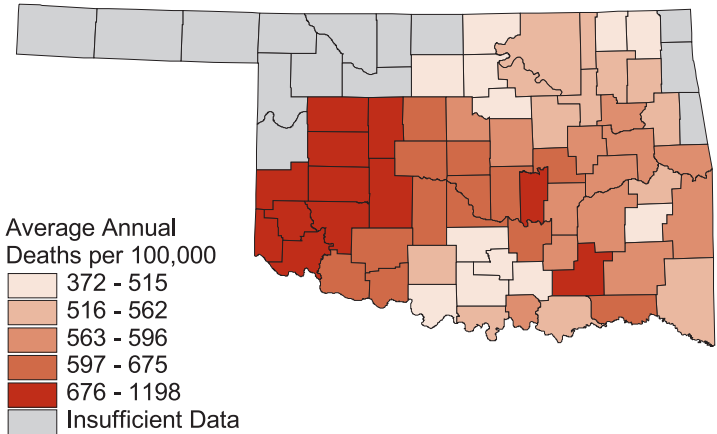 Average Annual
Deaths per 100,000
372 - 515
516 - 562
563 - 596
597 - 675
676 - 1198
Insufficient Data